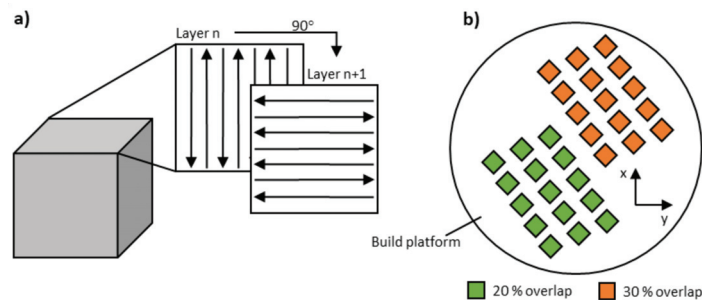 a)
Layer n
90°
Layer n+1
b)
x
y
Build platform
20 % overlap
30 % overlap